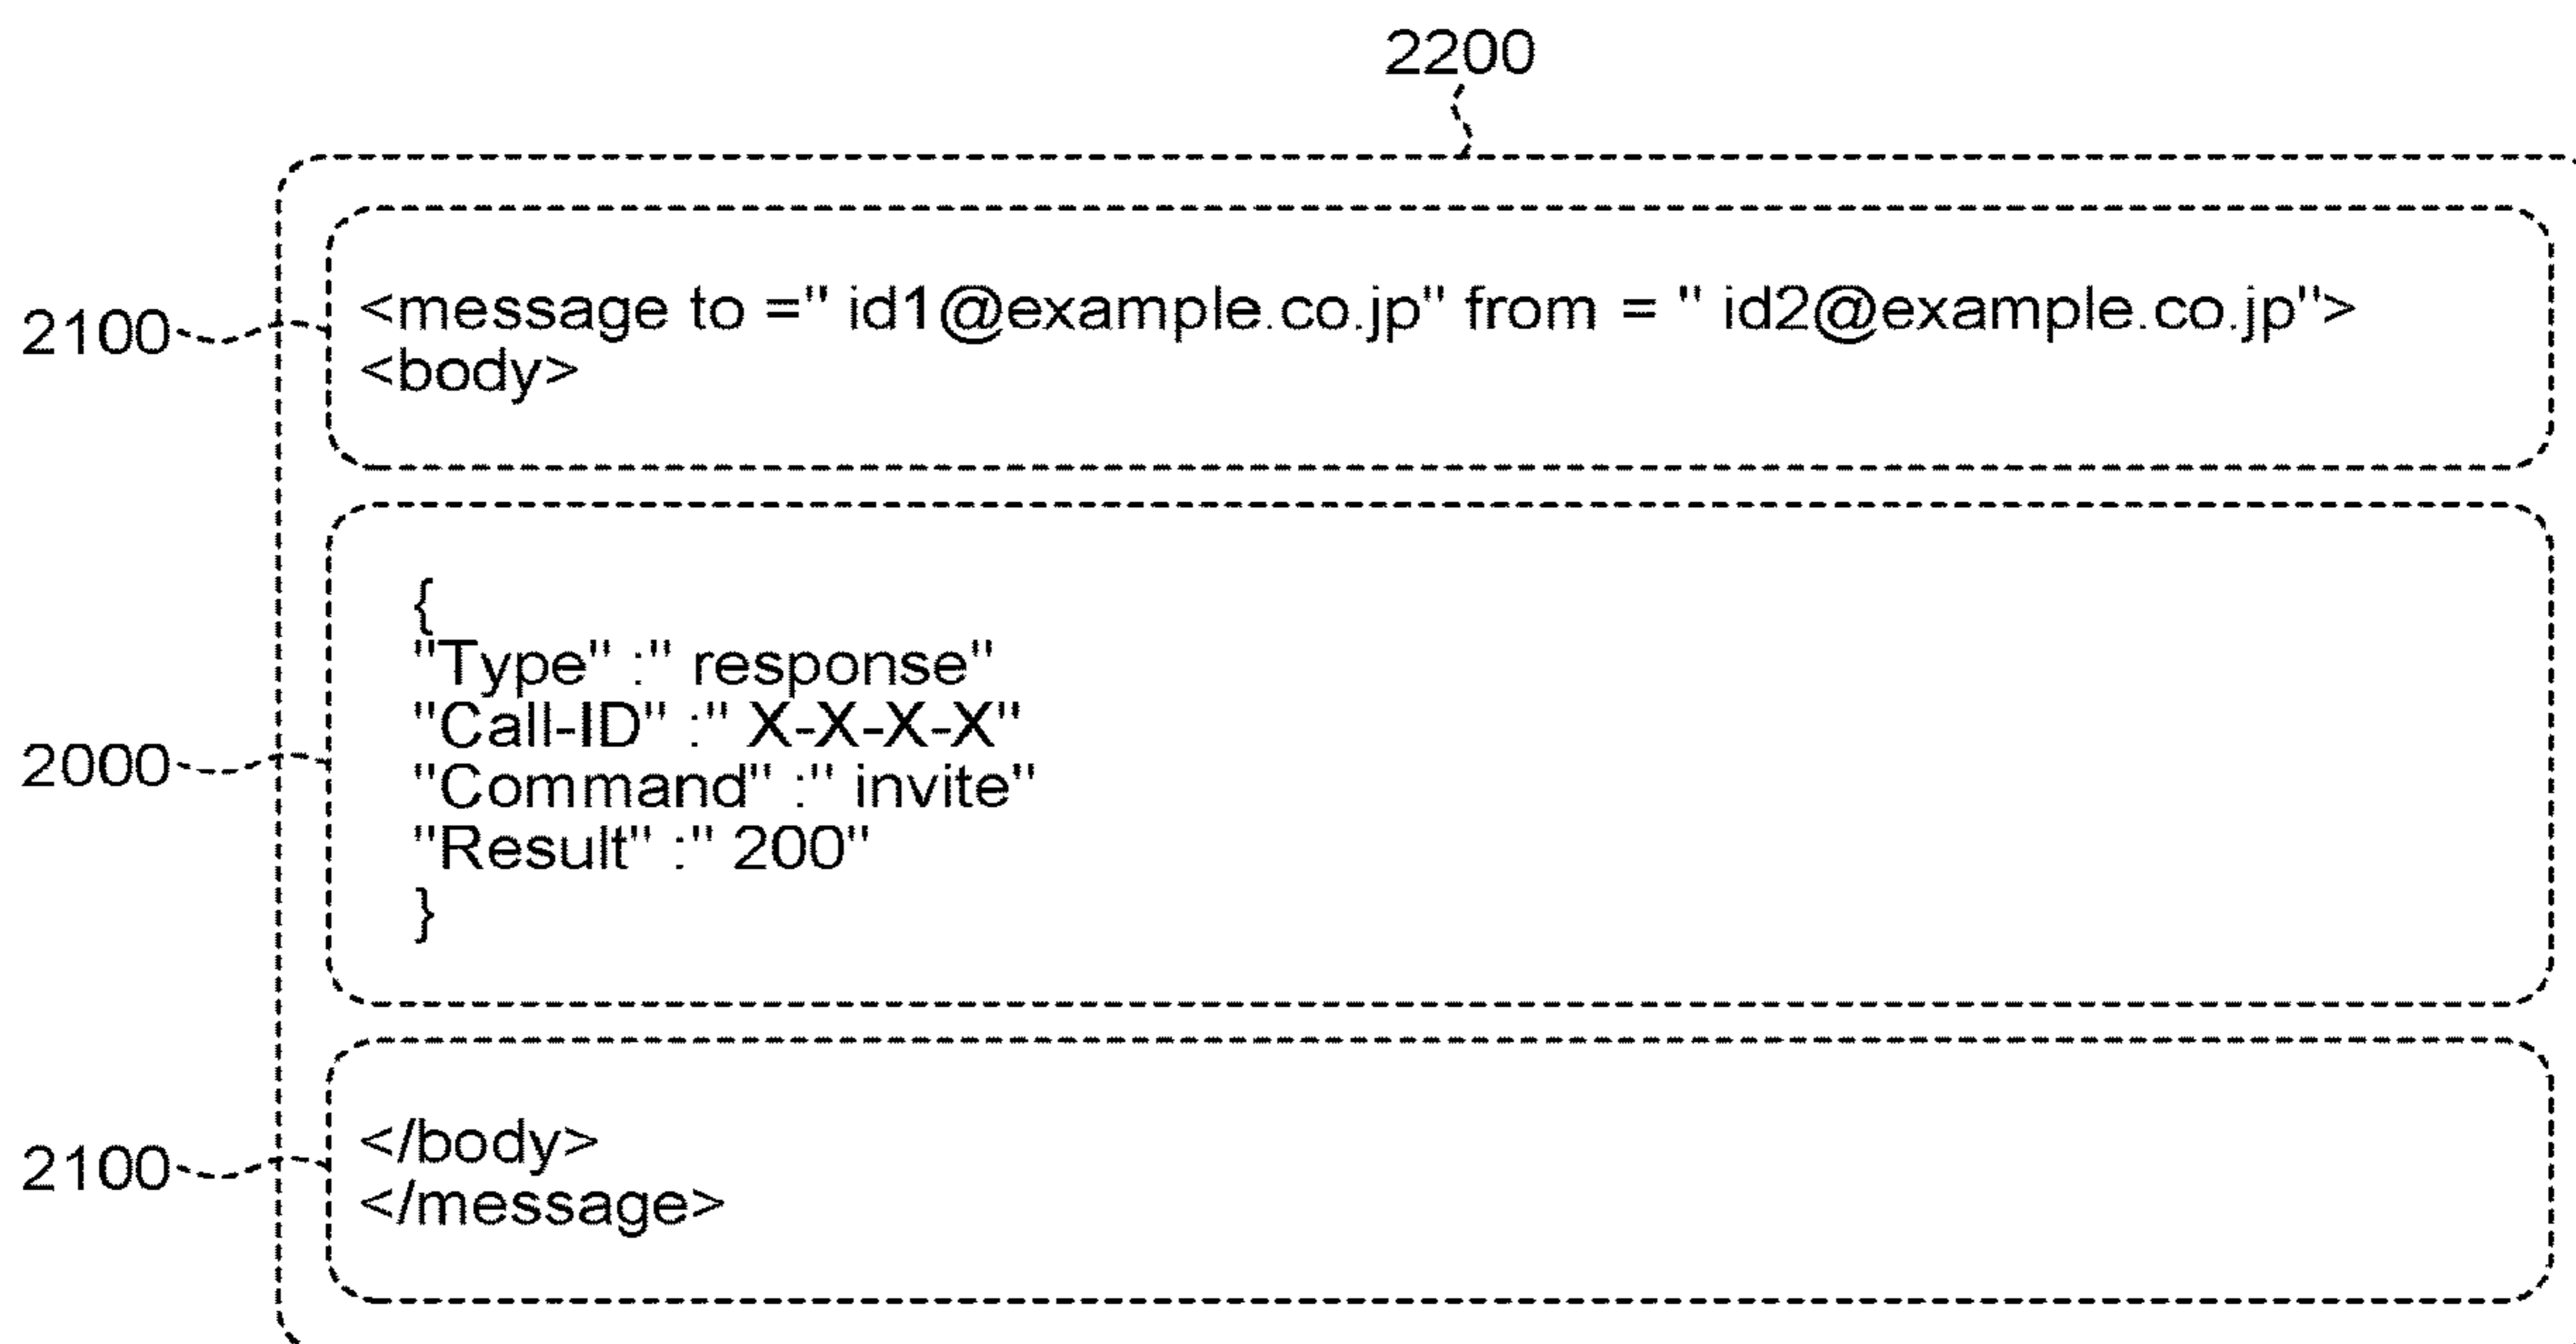 2200
2100
<message to =" id1@example.co.jp" from = " id2@example.co.jp">
<body>
2000
{
"Type" :" response"
"Call-ID" :" X-X-X-X"
"Command" :" invite"
"Result" :" 200"
}
2100
</body>
</message>